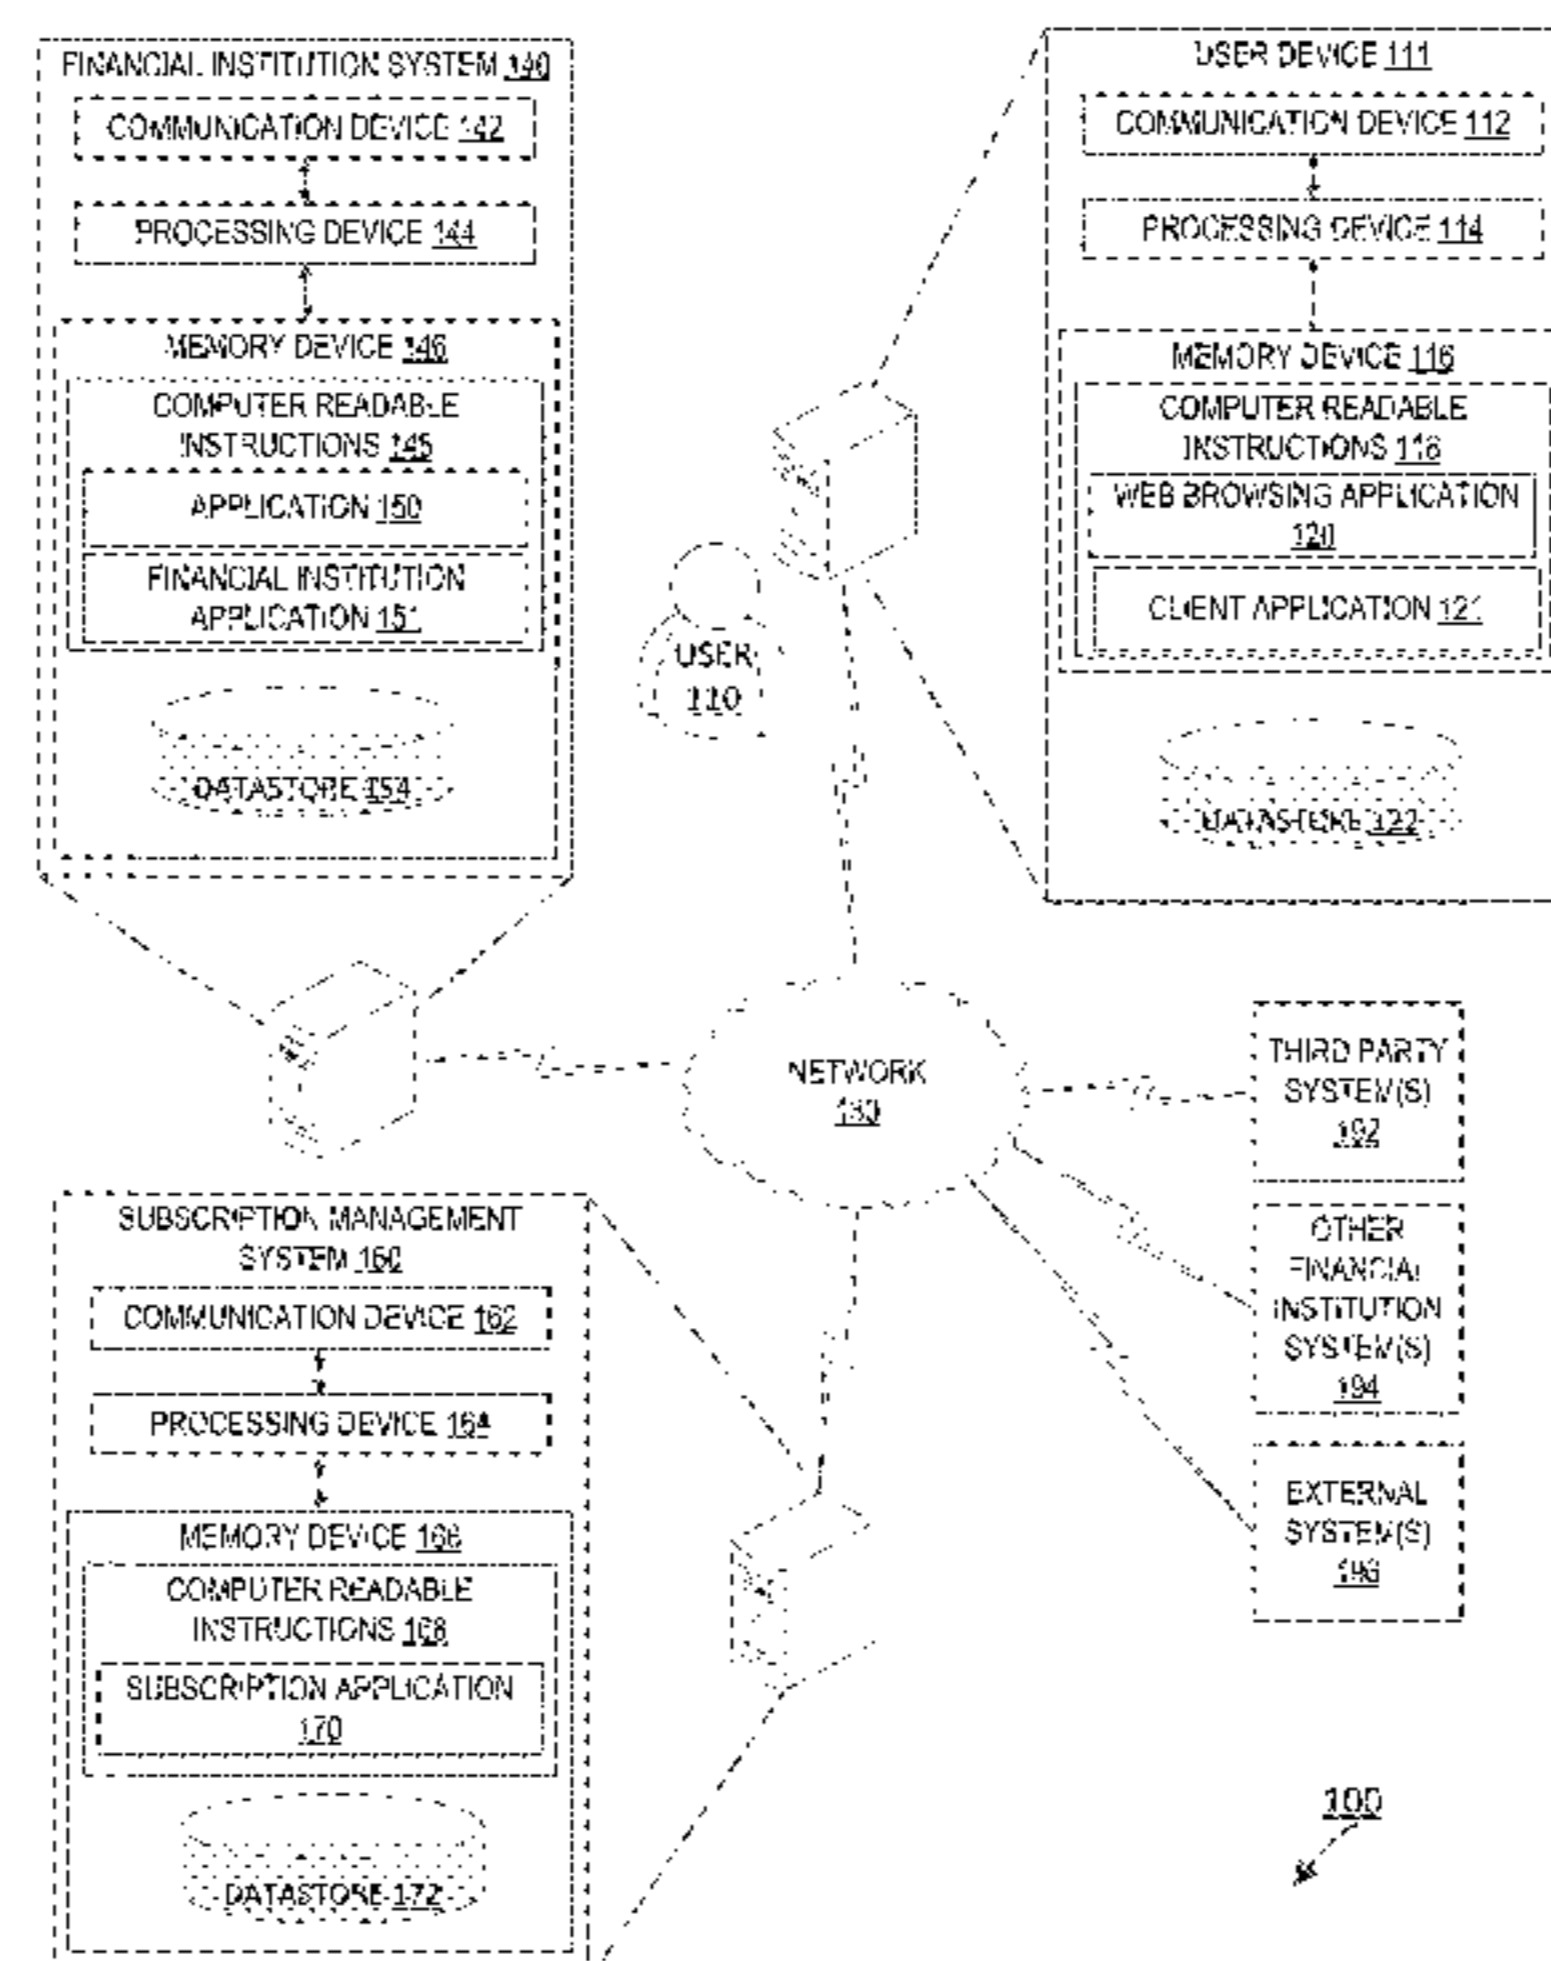 FINANCIAL INSTITUTION SYSTEM 140
COMMUNICATION DEVICE 142
PROCESSING DEVICE 144
MEMORY DEVICE 146
COMPUTER READABLE
INSTRUCTIONS
APPLICATION 150
FINANCIAL INSTITUTION
APPLICATION 151
DATASTORE 154
USER DEVICE 111
COMMUNICATION DEVICE 112
PROCESSING DEVICE 114
MEMORY DEVICE 116
COMPUTER READABLE
INSTRUCTIONS 118
WEB BROWSING APPLICATION
120
CLIENT APPLICATION 121
DATASTORE 122
USER
110
NETWORK
THIRD PARTY
SYSTEM(S)
192
OTHER
FINANCIAL
INSTITUTION
SYSTEM(S)
194
EXTERNAL
SYSTEM(S)
SUBSCRIPTION MANAGEMENT
SYSTEM 160
COMMUNICATION DEVICE 162
PROCESSING DEVICE 164
MEMORY DEVICE 166
COMPUTER READABLE
INSTRUCTIONS 168
SUBSCRIPTION APPLICATION
170
DATASTORE 172
100